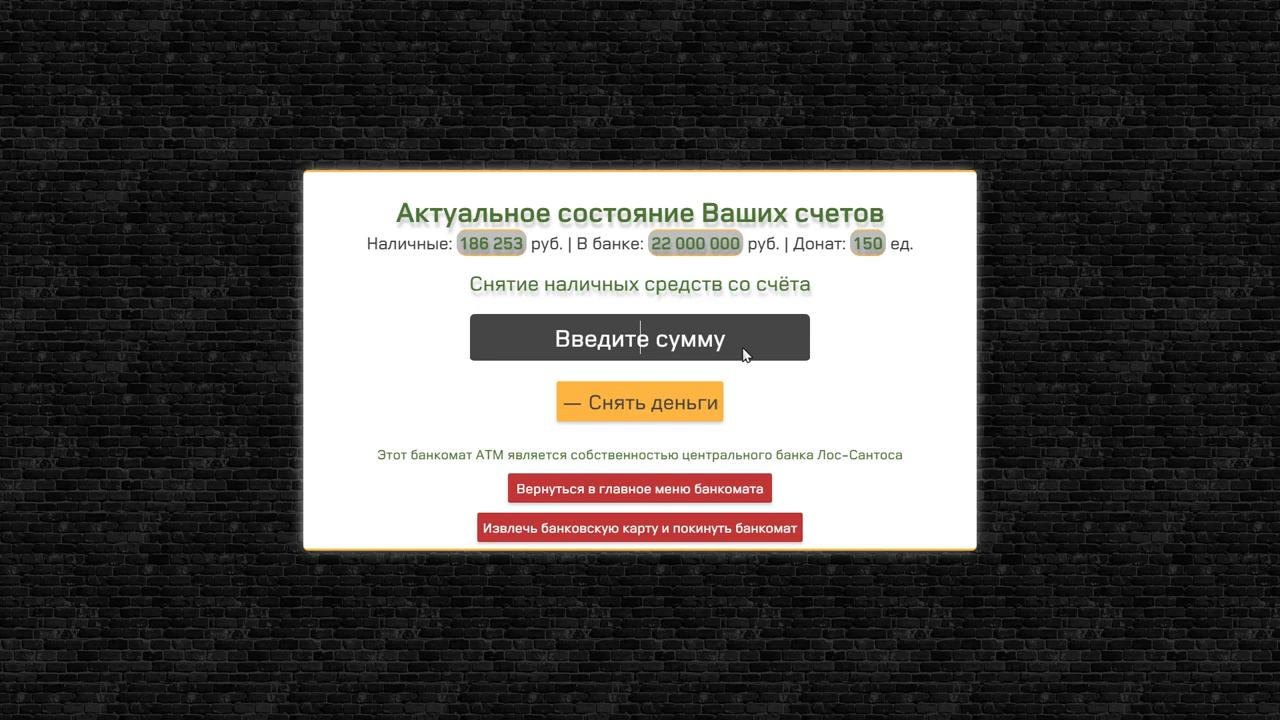 Актуальное состояние Ваших счетов
Наличные: 186 253 руб. | В банке: 22 000 000 руб. | Донат: 150 ед.
Снятие наличных средств со счёта
Введите сумму
— Снять деньги
Этот банкомат ATM является собственностью центрального банка Лос-Сантоса
Вернуться в главное меню банкомата
Извлечь банковскую карту и покинуть банкомат